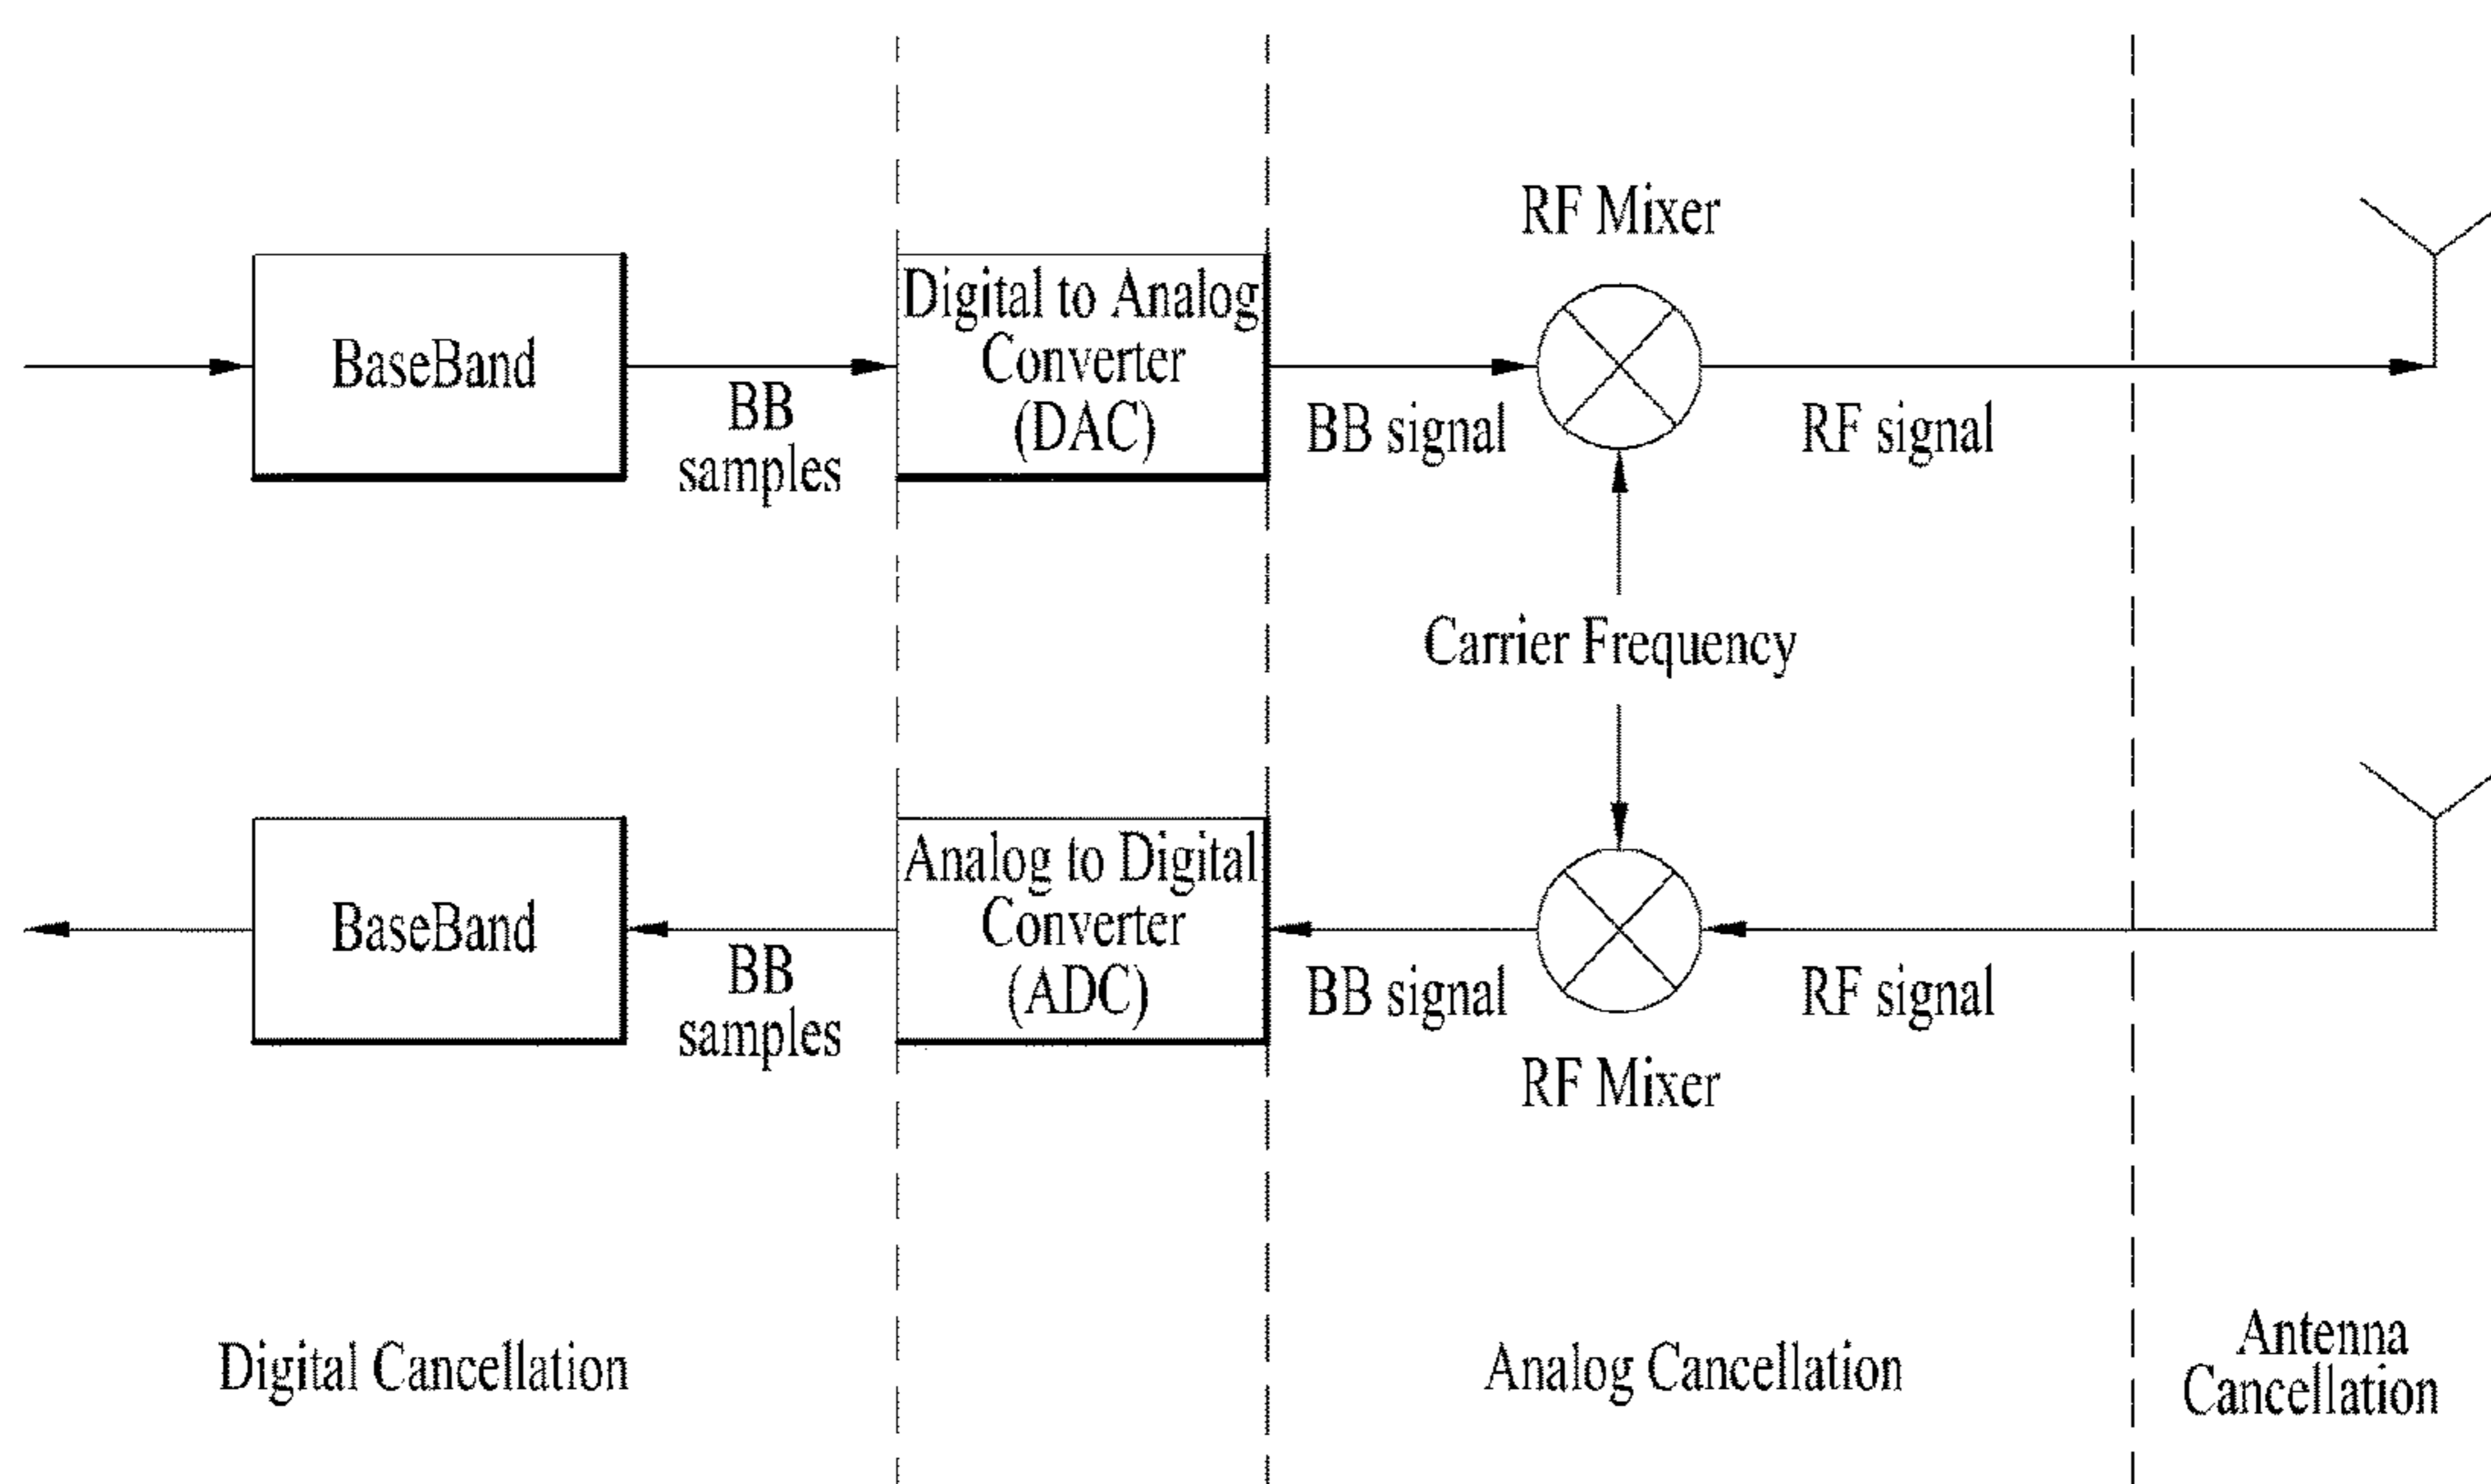 RF Mixer
BaseBand
BB
samples
Digital to Analog
Converter
(DAC)
BB signal
RF signal
Carrier Frequency
BaseBand
BB
samples
Analog to Digital
Converter
(ADC)
BB signal
RF signal
RF Mixer
Digital Cancellation
Analog Cancellation
Antenna
Cancellation